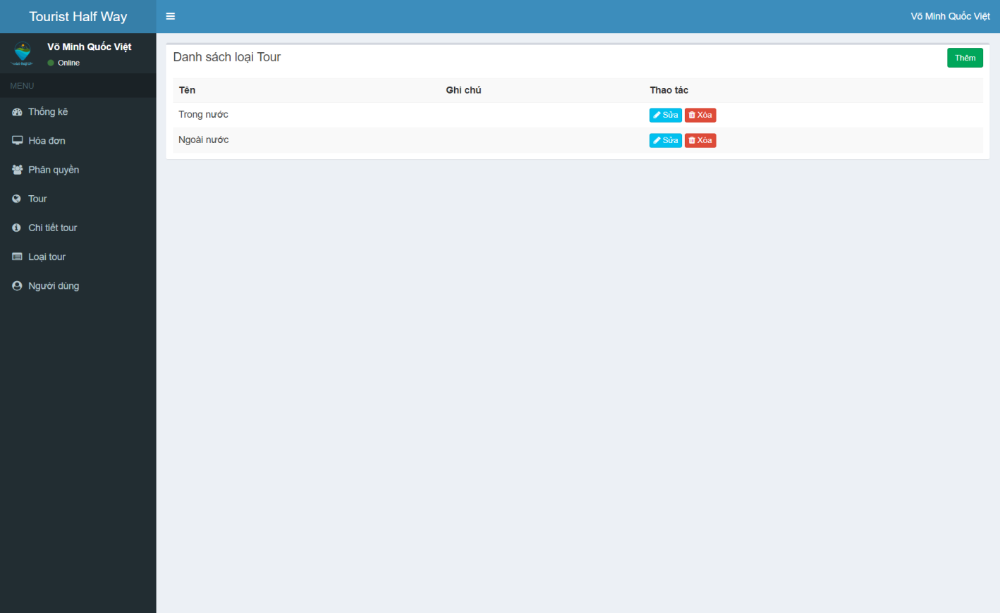 Tourist Half Way
Võ Minh Quốc Việt
Võ Minh Quốc Việt
Online
MENU
Thống kê
Hóa đơn
Phân quyền
Tour
Chi tiết tour
Loại tour
Người dùng
Danh sách loại Tour
Thêm
Tên Ghi chú Thao tác
Trong nước Sửa Xóa
Ngoài nước Sửa Xóa